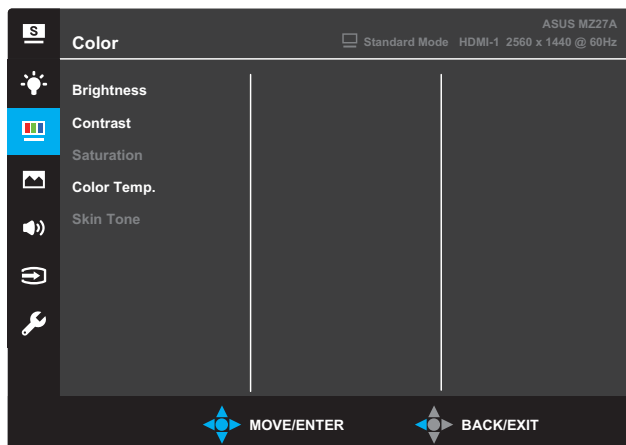 S
ASUS MZ27A
Color
Standard Mode HDMI-1 2560 x 1440 @ 60Hz
Brightness
Contrast
Saturation
Color Temp.
Skin Tone
MOVE/ENTER
BACK/EXIT